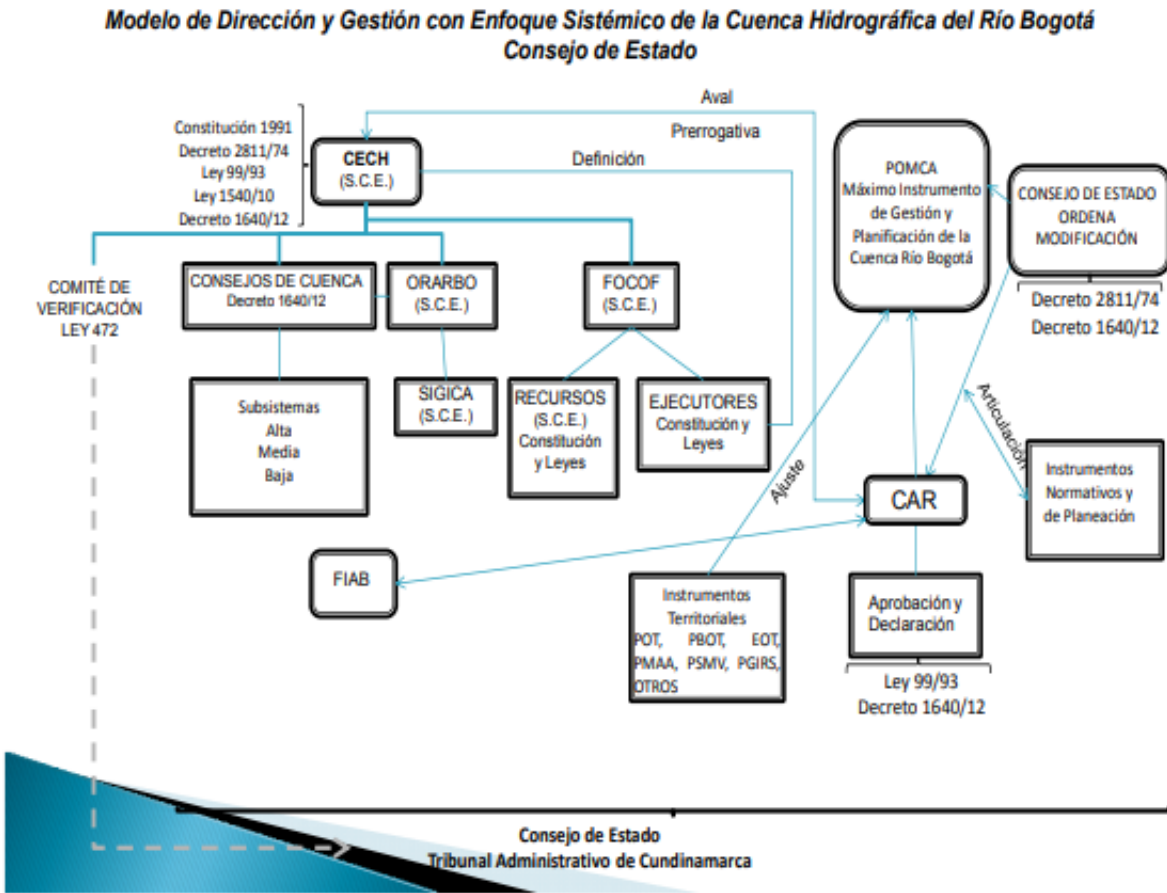 Modelo de Dirección y Gestión con Enfoque Sistémico de la Cuenca Hidrográfica del Río Bogotá
Consejo de Estado
Aval
Prerrogativa
Definición
Constitución 1991
Decreto 2811/74
Ley 99/93
Ley 1540/10
Decreto 1640/12
CECH
(S.C.E.)
POMCA
Máximo Instrumento
de Gestión y
Planificación de la
Cuenca Río Bogotá
CONSEJO DE ESTADO
ORDENA
MODIFICACIÓN
Decreto 2811/74
Decreto 1640/12
COMITÉ DE
VERIFICACIÓN
LEY 472
CONSEJOS DE CUENCA
Decreto 1640/12
ORARBO
(S.C.E.)
FOCOF
(S.C.E.)
Subsistemas
Alta
Media
Baja
SIGICA
(S.C.E.)
RECURSOS
(S.C.E.)
Constitución
y Leyes
EJECUTORES
Constitución y
Leyes
Ajuste
Articulación
CAR
Instrumentos
Normativos y
de Planeación
FIAB
Instrumentos
Territoriales
POT, PBOT, EOT,
PMAA, PSMV, PGIRS,
OTROS
Aprobación y
Declaración
Ley 99/93
Decreto 1640/12
Consejo de Estado
Tribunal Administrativo de Cundinamarca